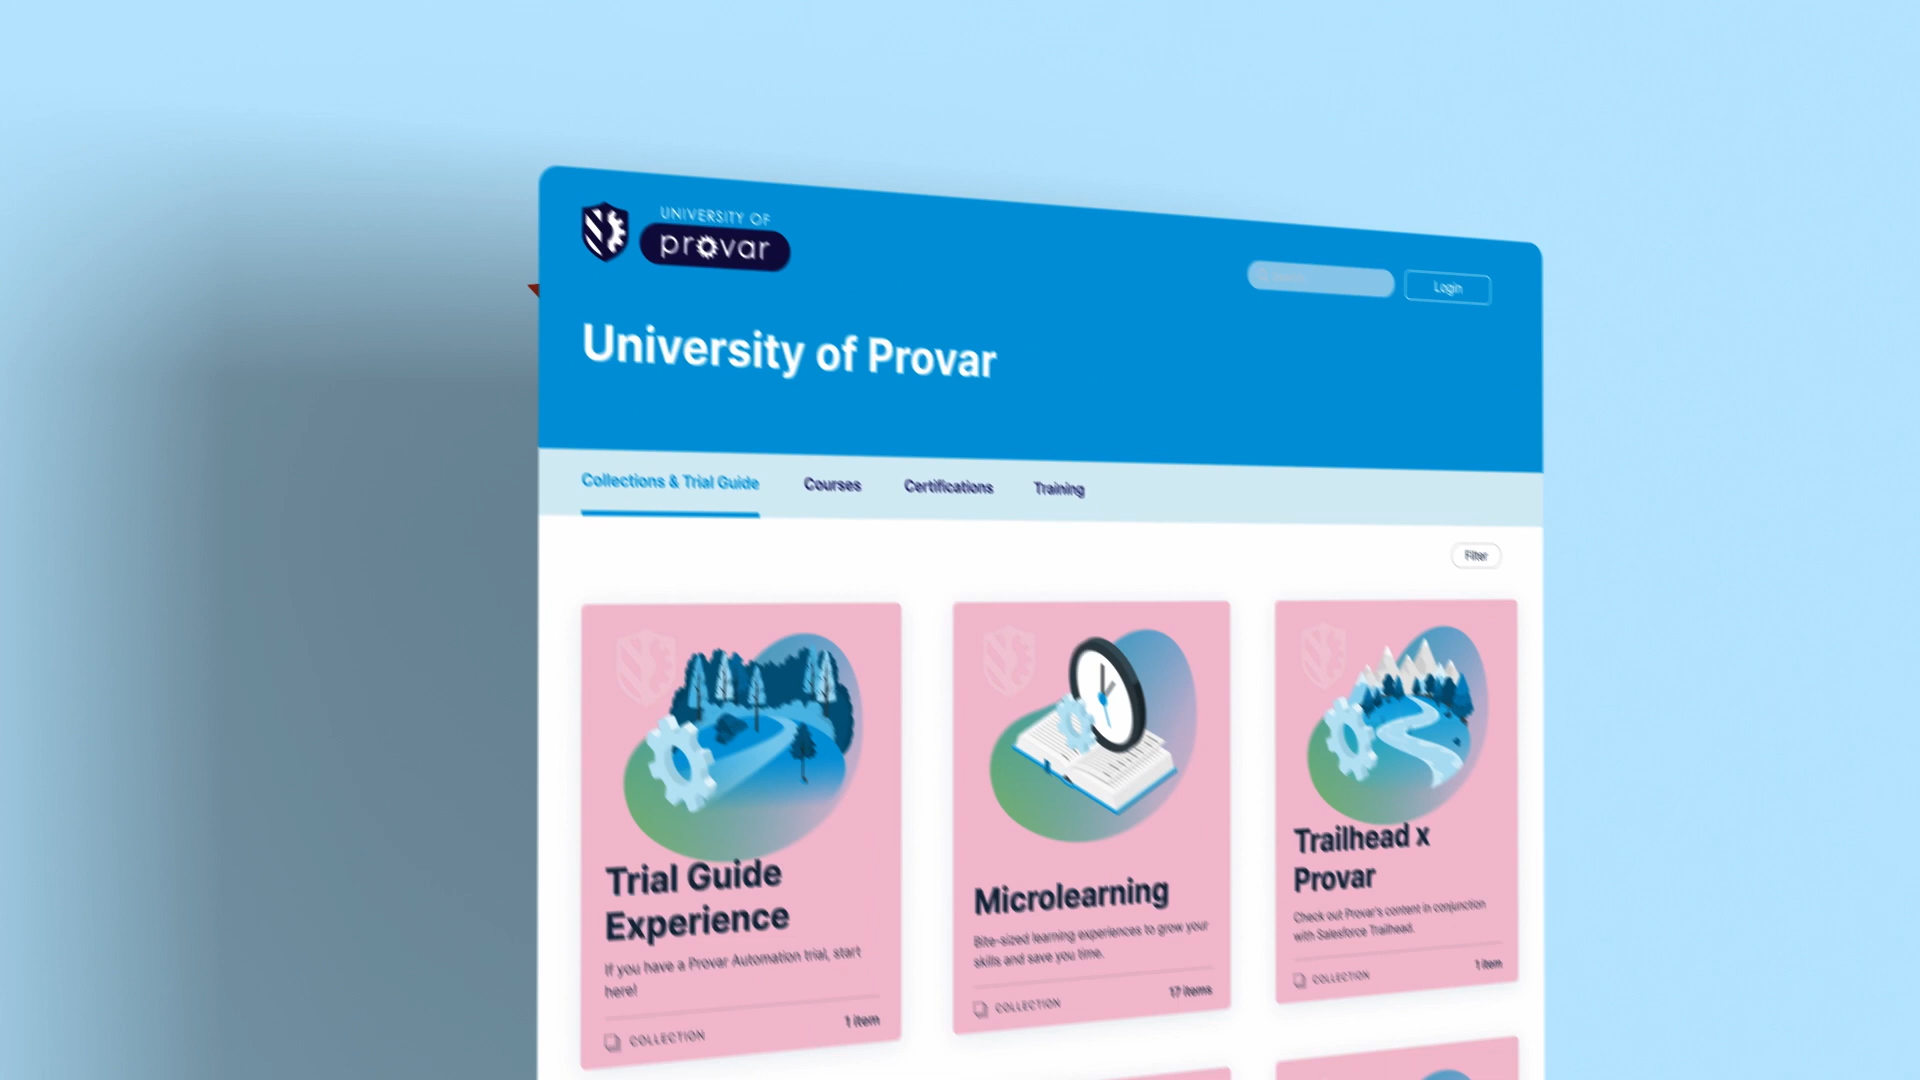 UNIVERSITY OF
provar
Login
University of Provar
Collections & Trial Guide
Courses
Certifications
Training
Filter
Trial Guide
Experience
If you have a Provar Automation trial, start
here!
COLLECTION
1 item
Microlearning
Bite-sized learning experiences to grow your
skills and save you time.
COLLECTION
17 items
Trailhead x
Provar
Check out Provar's content in conjunction
with Salesforce Trailhead.
COLLECTION
1 item